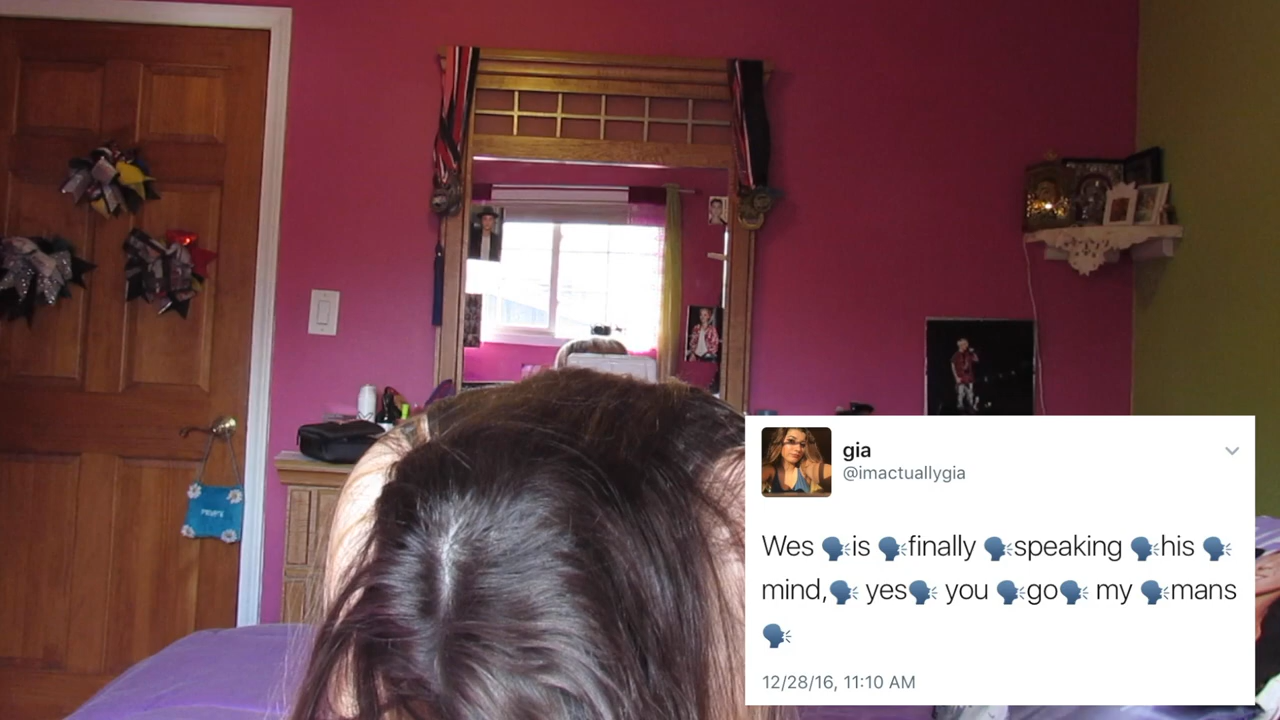 gia
@imactuallygia
Wes 🗣is 🗣finally 🗣speaking 🗣his 🗣
mind,🗣 yes🗣 you 🗣go🗣 my 🗣mans
🗣
12/28/16, 11:10 AM